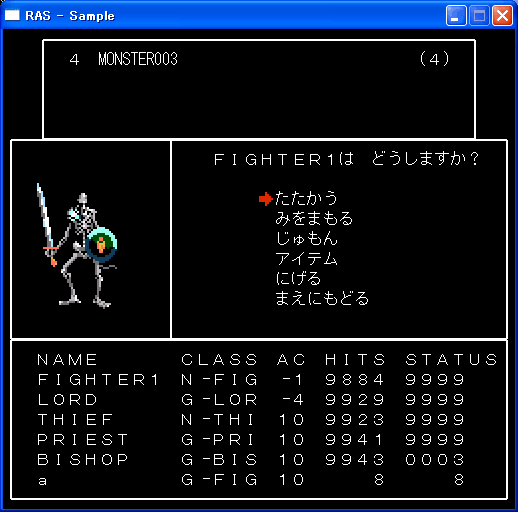 RAS - Sample
4 MONSTER003 (4)
FIGHTER1は どうしますか？
たたかう
みをまもる
じゅもん
アイテム
にげる
まえにもどる
NAME CLASS AC HITS STATUS
FIGHTER1 N-FIG -1 9884 9999
LORD G-LOR -4 9929 9999
THIEF N-THI 10 9923 9999
PRIEST G-PRI 10 9941 9999
BISHOP G-BIS 10 9943 0003
a G-FIG 10 8 8